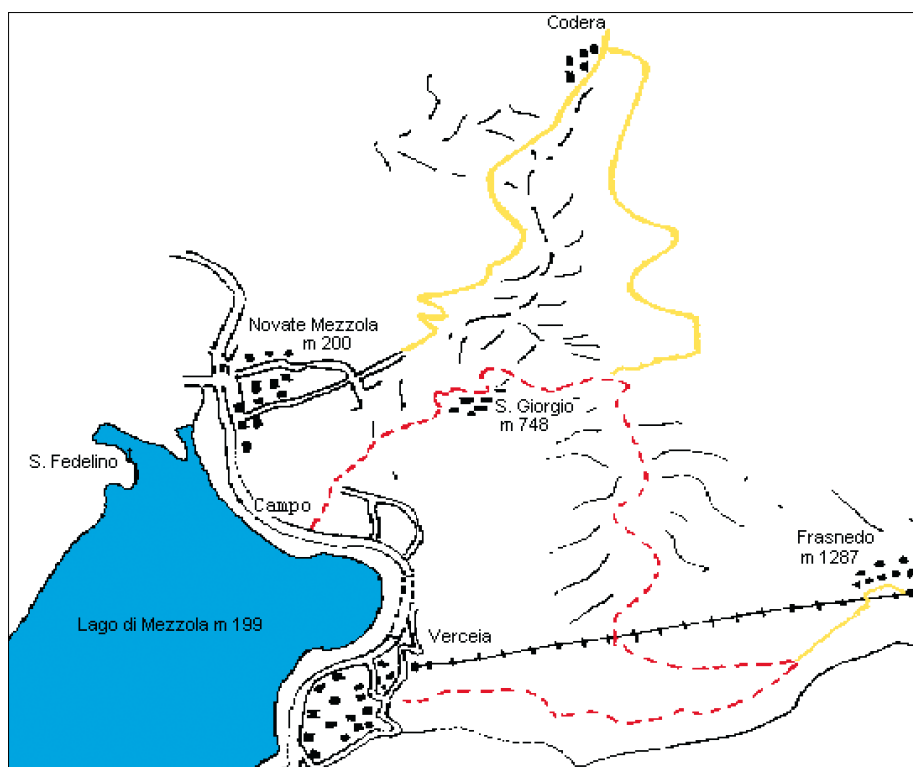 Codera
Novate Mezzola
m 200
S. Giorgio
m 748
S. Fedelino
Campo
Frasnedo
m 1287
Lago di Mezzola m 199
Verceia